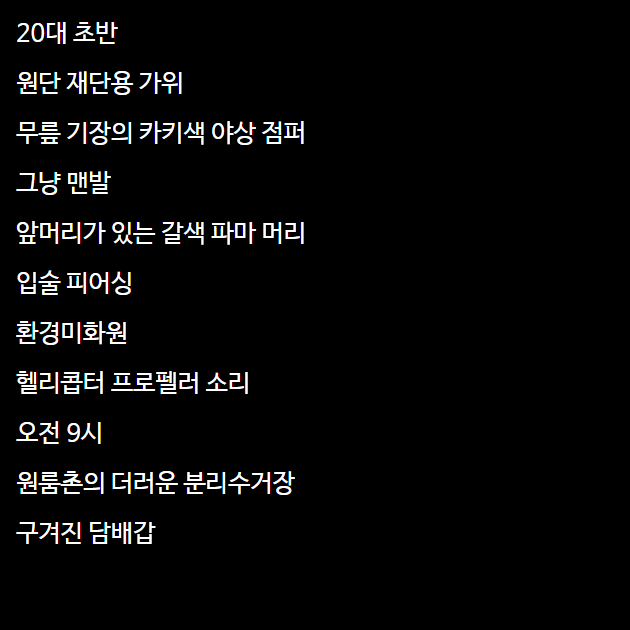 20대 초반
원단 재단용 가위
무릎 기장의 카키색 야상 점퍼
그냥 맨발
앞머리가 있는 갈색 파마 머리
입술 피어싱
환경미화원
헬리콥터 프로펠러 소리
오전 9시
원룸촌의 더러운 분리수거장
구겨진 담배갑